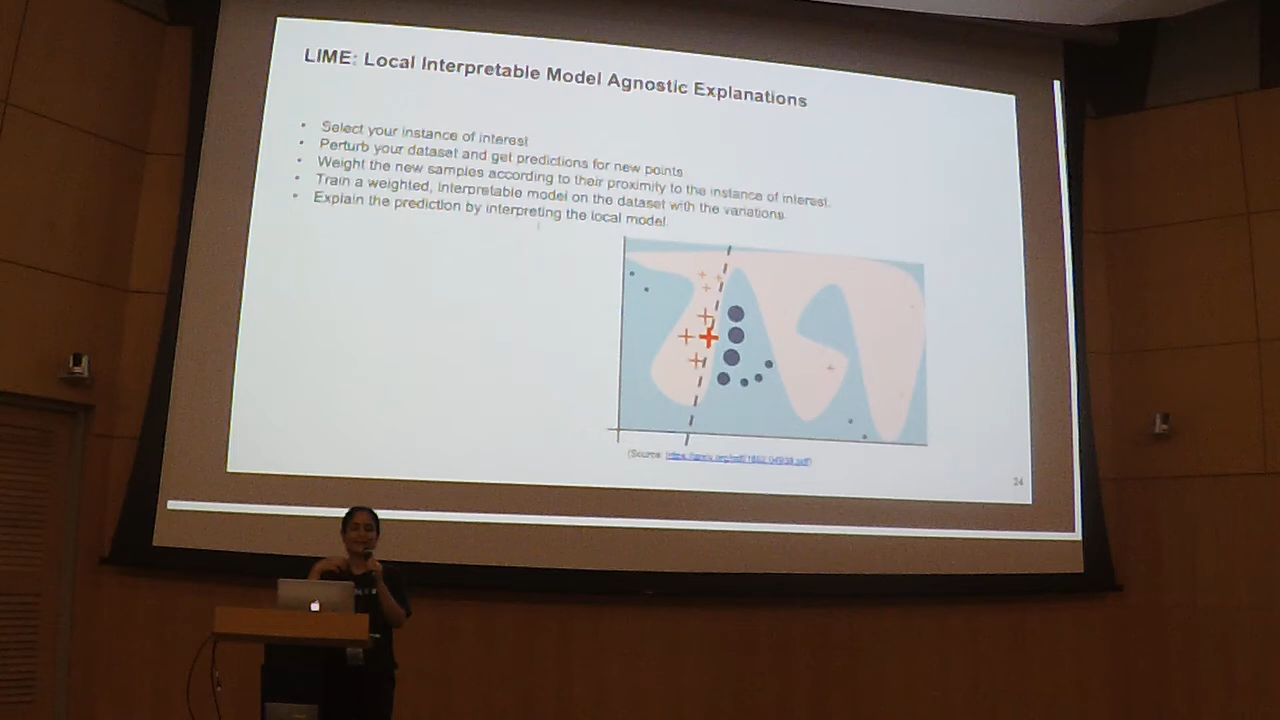 LIME: Local Interpretable Model Agnostic Explanations
• Select your instance of interest
• Perturb your dataset and get predictions for new points
• Weight the new samples according to their proximity to the instance of interest.
• Train a weighted, interpretable model on the dataset with the variations.
• Explain the prediction by interpreting the local model.
(Source:
24